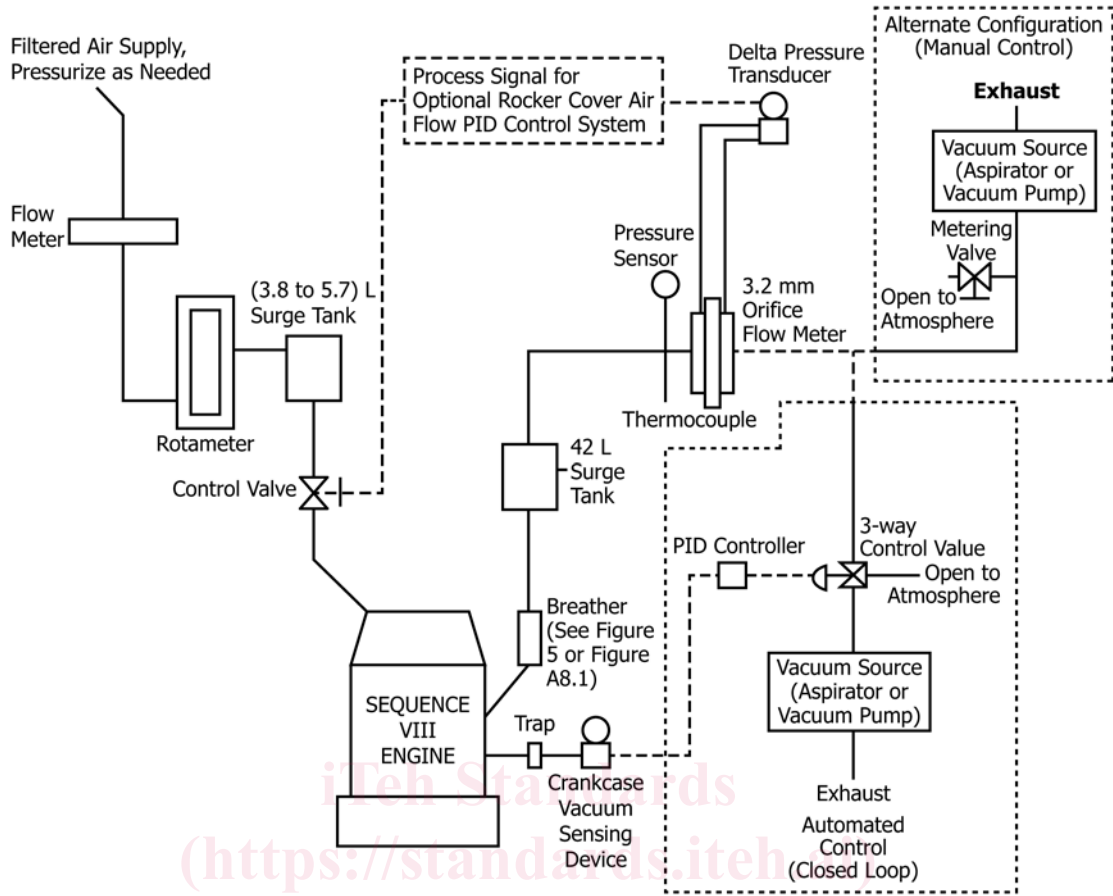 Filtered Air Supply,
Pressurize as Needed
Process Signal for
Optional Rocker Cover Air
Flow PID Control System
Delta Pressure
Transducer
Alternate Configuration
(Manual Control)
Exhaust
Vacuum Source
(Aspirator or
Vacuum Pump)
Metering
Valve
Open to
Atmosphere
Flow
Meter
(3.8 to 5.7) L
Surge Tank
Rotameter
Pressure
Sensor
3.2 mm
Orifice
Flow Meter
Thermocouple
42 L
Surge
Tank
Control Valve
PID Controller
3-way
Control Value
Open to
Atmosphere
Breather
(See Figure
5 or Figure
A8.1)
SEQUENCE
VIII
ENGINE
Trap
Crankcase
Vacuum
Sensing
Device
Vacuum Source
(Aspirator or
Vacuum Pump)
Exhaust
Automated
Control
(Closed Loop)
iTeh Standards
(https://standards.iteh.ai)